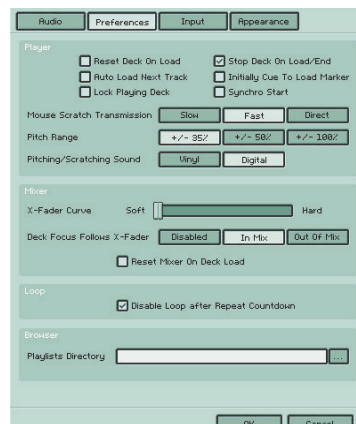 Audio Preferences Input Appearance
Player
Reset Deck On Load Stop Deck On Load/End
Auto Load Next Track Initially Cue To Load Marker
Lock Playing Deck Synchro Start
Mouse Scratch Transmission Slow Fast Direct
Pitch Range +/- 35% +/- 50% +/- 100%
Pitching/Scratching Sound Vinyl Digital
Mixer
X-Fader Curve Soft Hard
Deck Focus Follows X-Fader Disabled In Mix Out Of Mix
Reset Mixer On Deck Load
Loop
Disable Loop after Repeat Countdown
Browser
Playlists Directory ...
OK Cancel